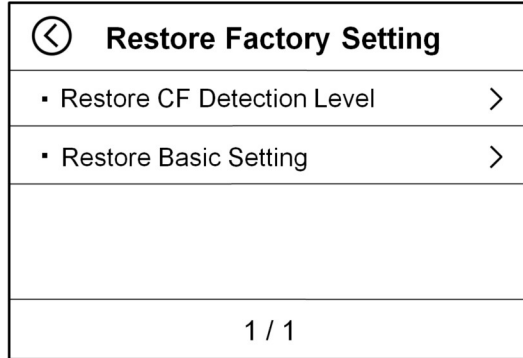 Restore Factory Setting
▪ Restore CF Detection Level
▪ Restore Basic Setting
1 / 1